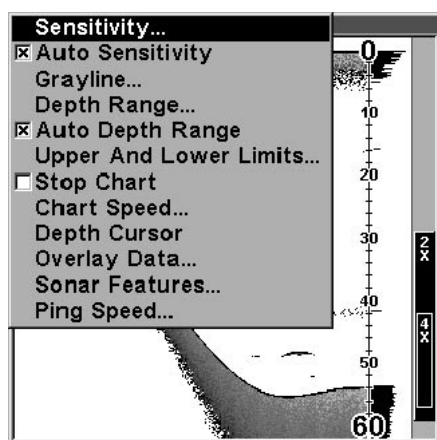 Sensitivity...
Auto Sensitivity
Grayline...
Depth Range...
Auto Depth Range
Upper And Lower Limits...
Stop Chart
Chart Speed...
Depth Cursor
Overlay Data...
Sonar Features...
Ping Speed...
0
10
20
30
40
50
60
2X
4X